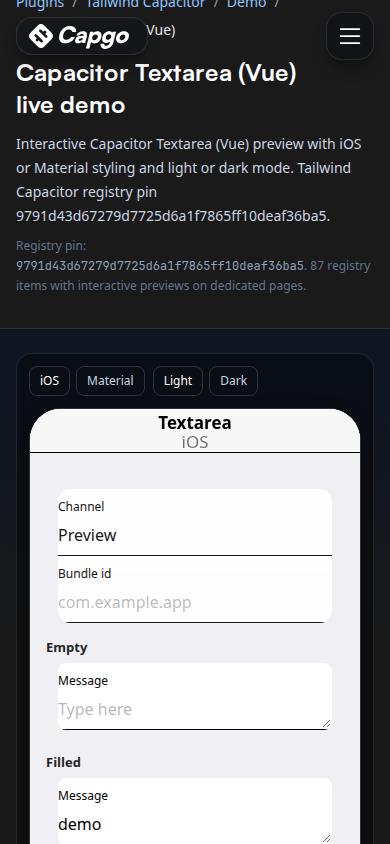 Plugins / Tailwind Capacitor / Demo /
Capgo
Vue)
Capacitor Textarea (Vue)
live demo
Interactive Capacitor Textarea (Vue) preview with iOS
or Material styling and light or dark mode. Tailwind
Capacitor registry pin
9791d43d67279d7725d6a1f7865ff10deaf36ba5.
Registry pin:
9791d43d67279d7725d6a1f7865ff10deaf36ba5. 87 registry
items with interactive previews on dedicated pages.
iOS Material Light Dark
Textarea
iOS
Channel
Preview
Bundle id
com.example.app
Empty
Message
Type here
Filled
Message
demo